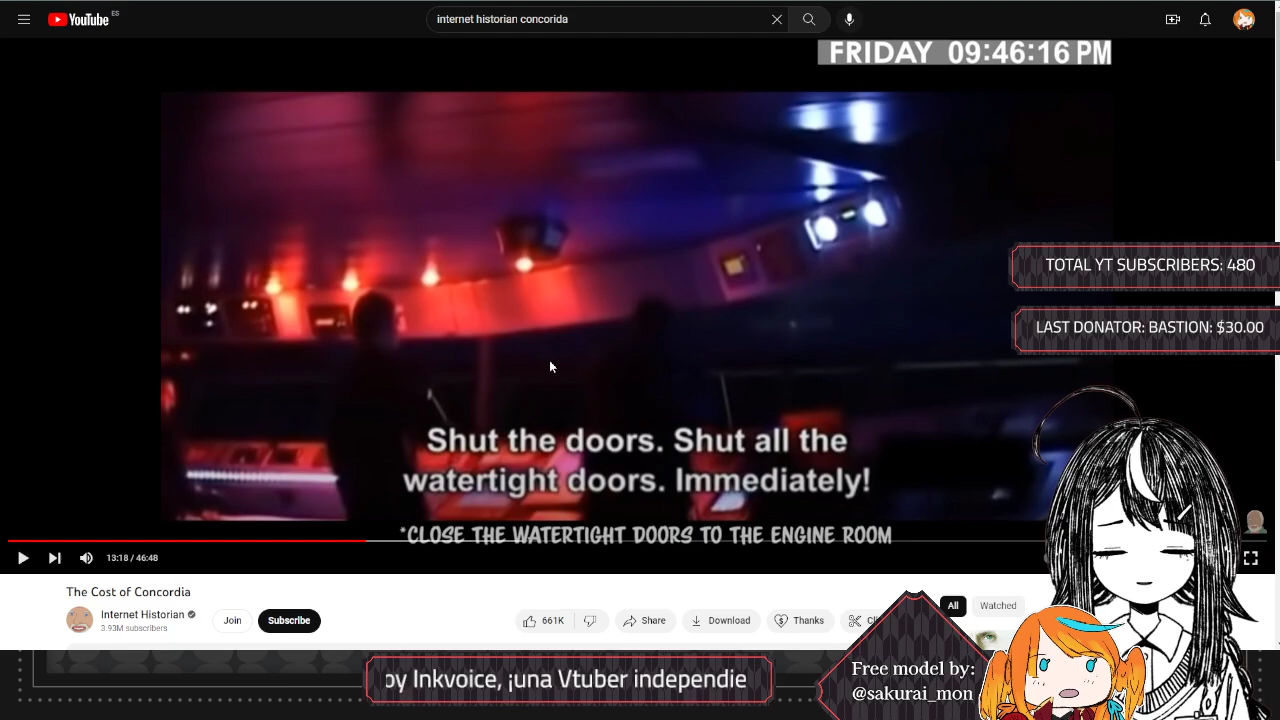 YouTube ES
internet historian concorida
FRIDAY 09:46:16 PM
TOTAL YT SUBSCRIBERS: 480
LAST DONATOR: BASTION: $30.00
Shut the doors. Shut all the
watertight doors. Immediately!
*CLOSE THE WATERTIGHT DOORS TO THE ENGINE ROOM
13:18 / 46:48
The Cost of Concordia
Internet Historian
3.93M subscribers
Join
Subscribe
661K
Share
Download
Thanks
All
Watched
oy Inkvoice, ¡una Vtuber independie
Free model by:
@sakurai_mon